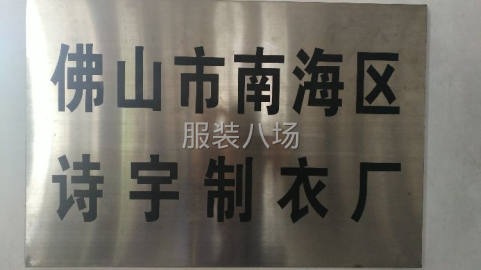 佛山市南海区
服装八场
诗宇制衣厂